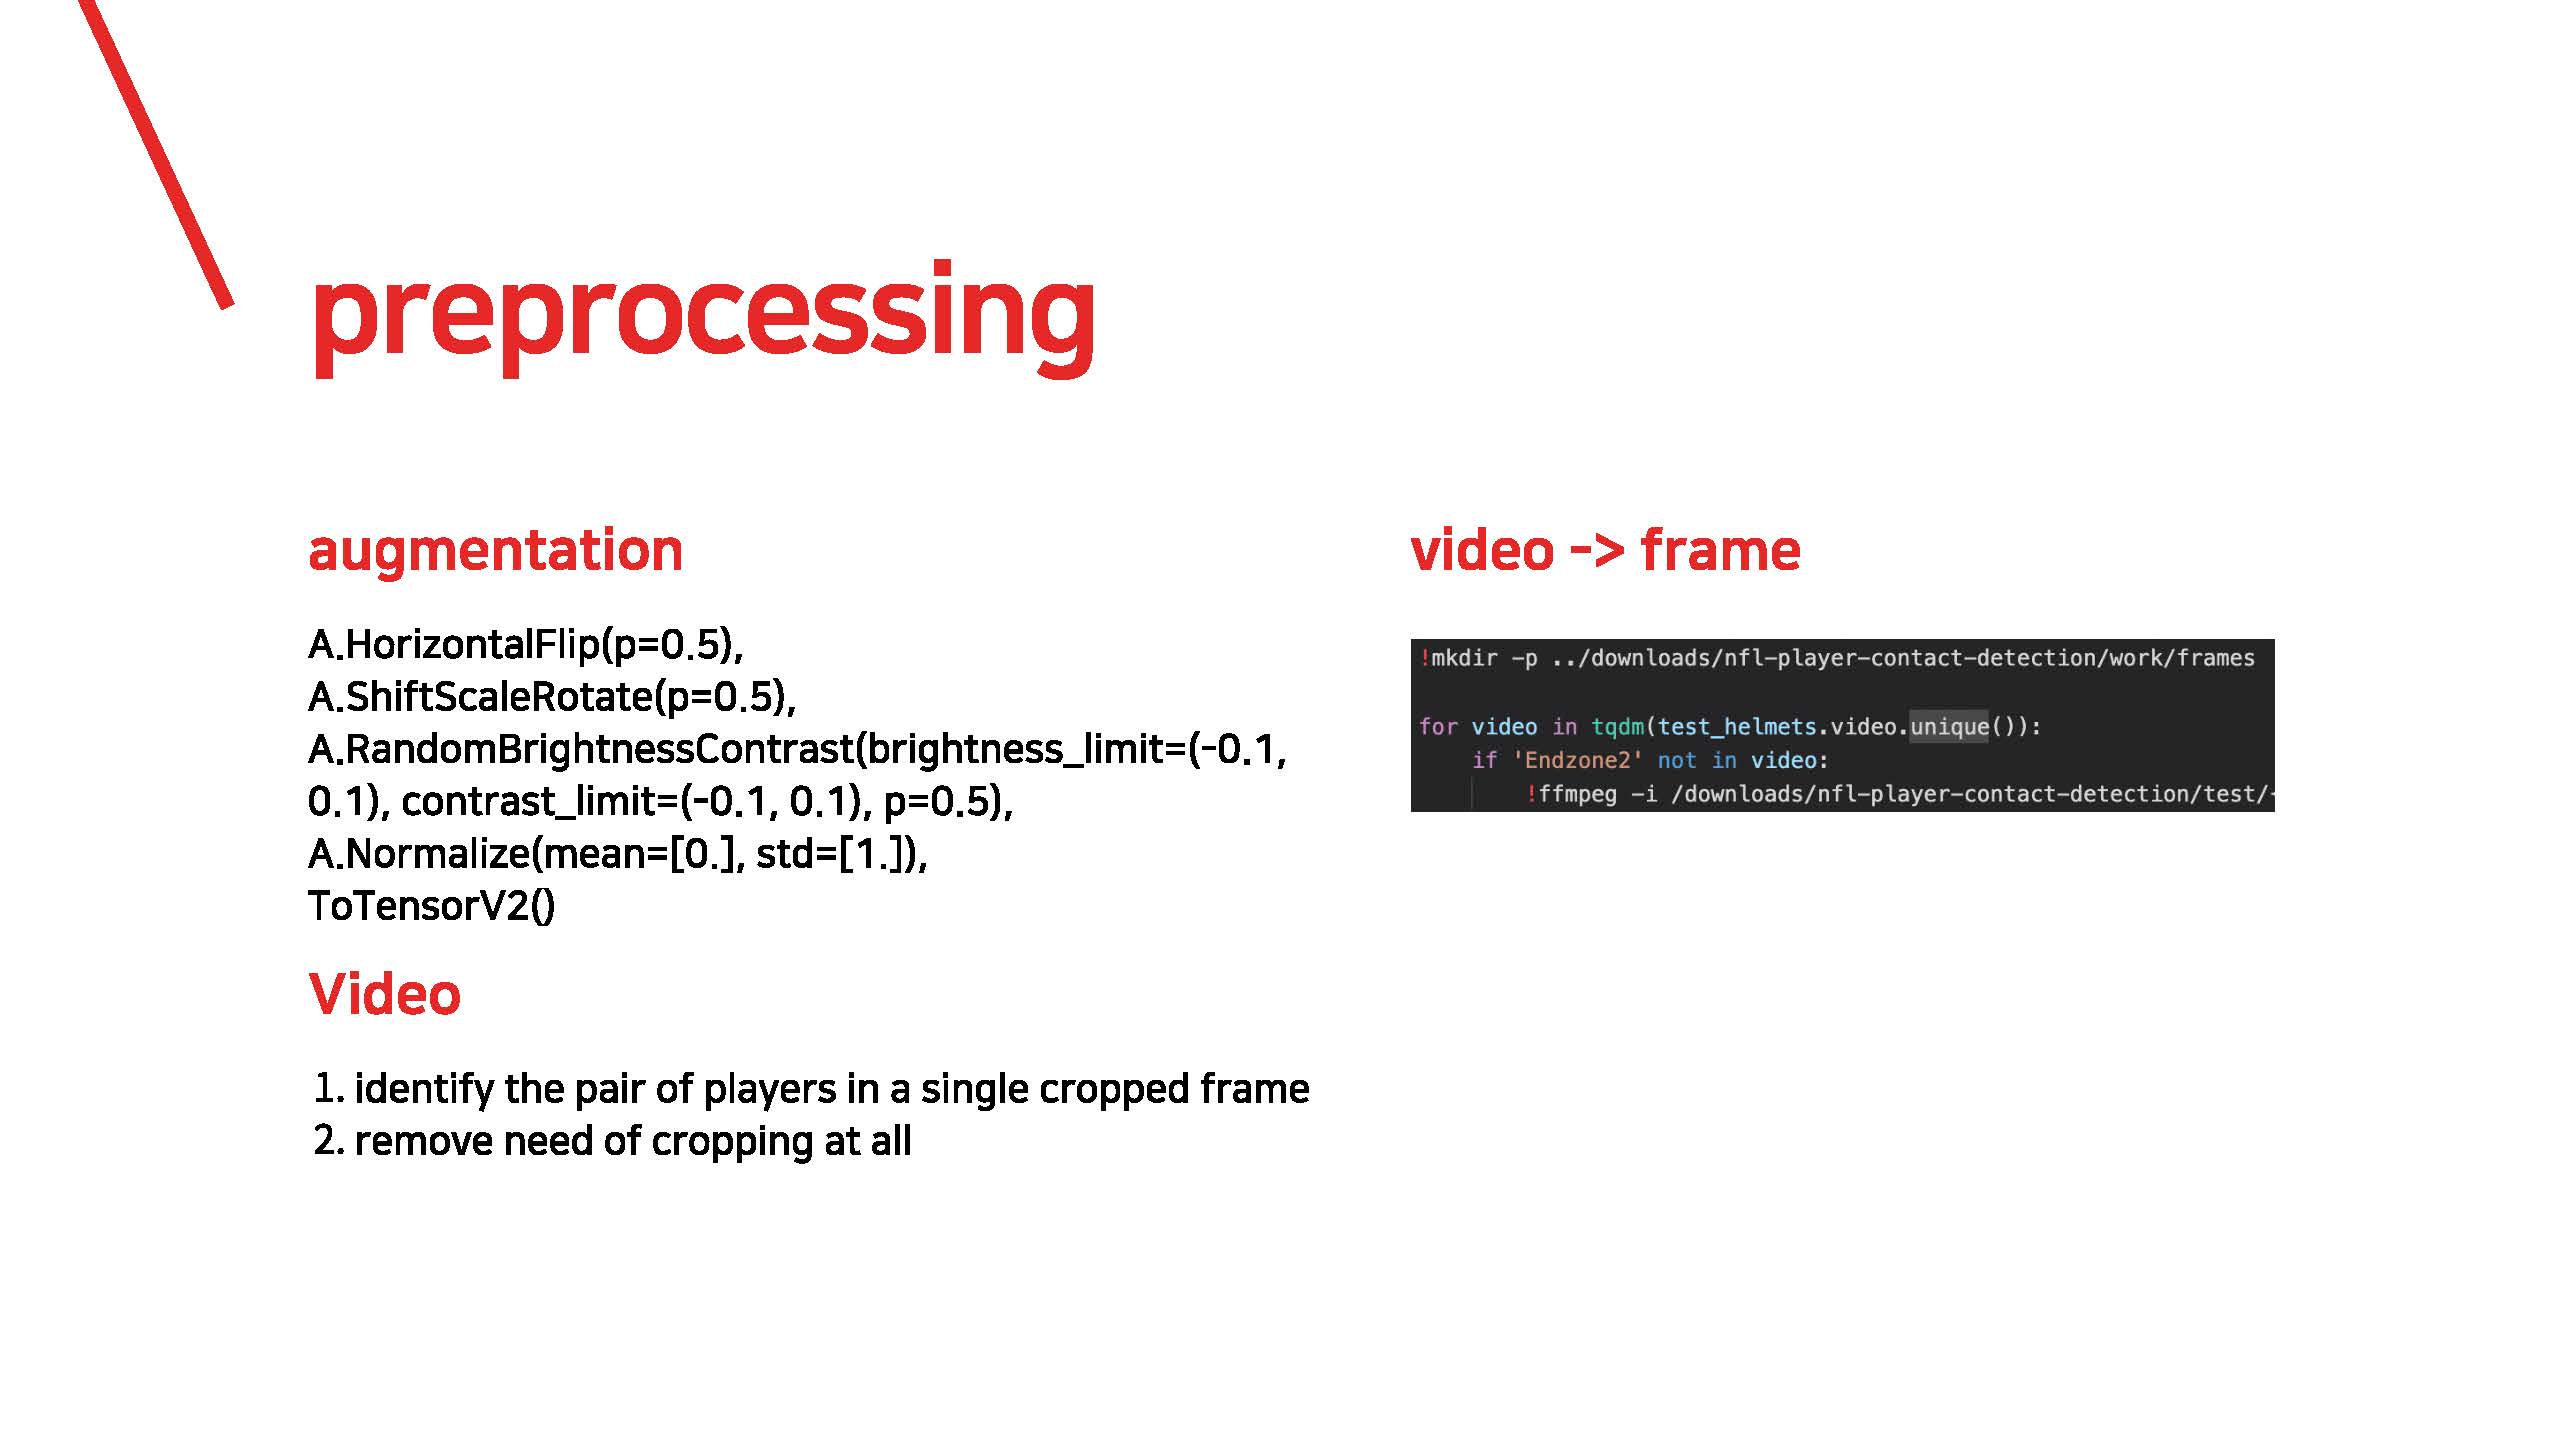 preprocessing
augmentation
A.HorizontalFlip(p=0.5),
A.ShiftScaleRotate(p=0.5),
A.RandomBrightnessContrast(brightness_limit=(-0.1,
0.1), contrast_limit=(-0.1, 0.1), p=0.5),
A.Normalize(mean=[0.], std=[1.]),
ToTensorV2()
Video
1. identify the pair of players in a single cropped frame
2. remove need of cropping at all
video -> frame
!mkdir -p ../downloads/nfl-player-contact-detection/work/frames
for video in tqdm(test_helmets.video.unique()):
if 'Endzone2' not in video:
!ffmpeg -i /downloads/nfl-player-contact-detection/test/